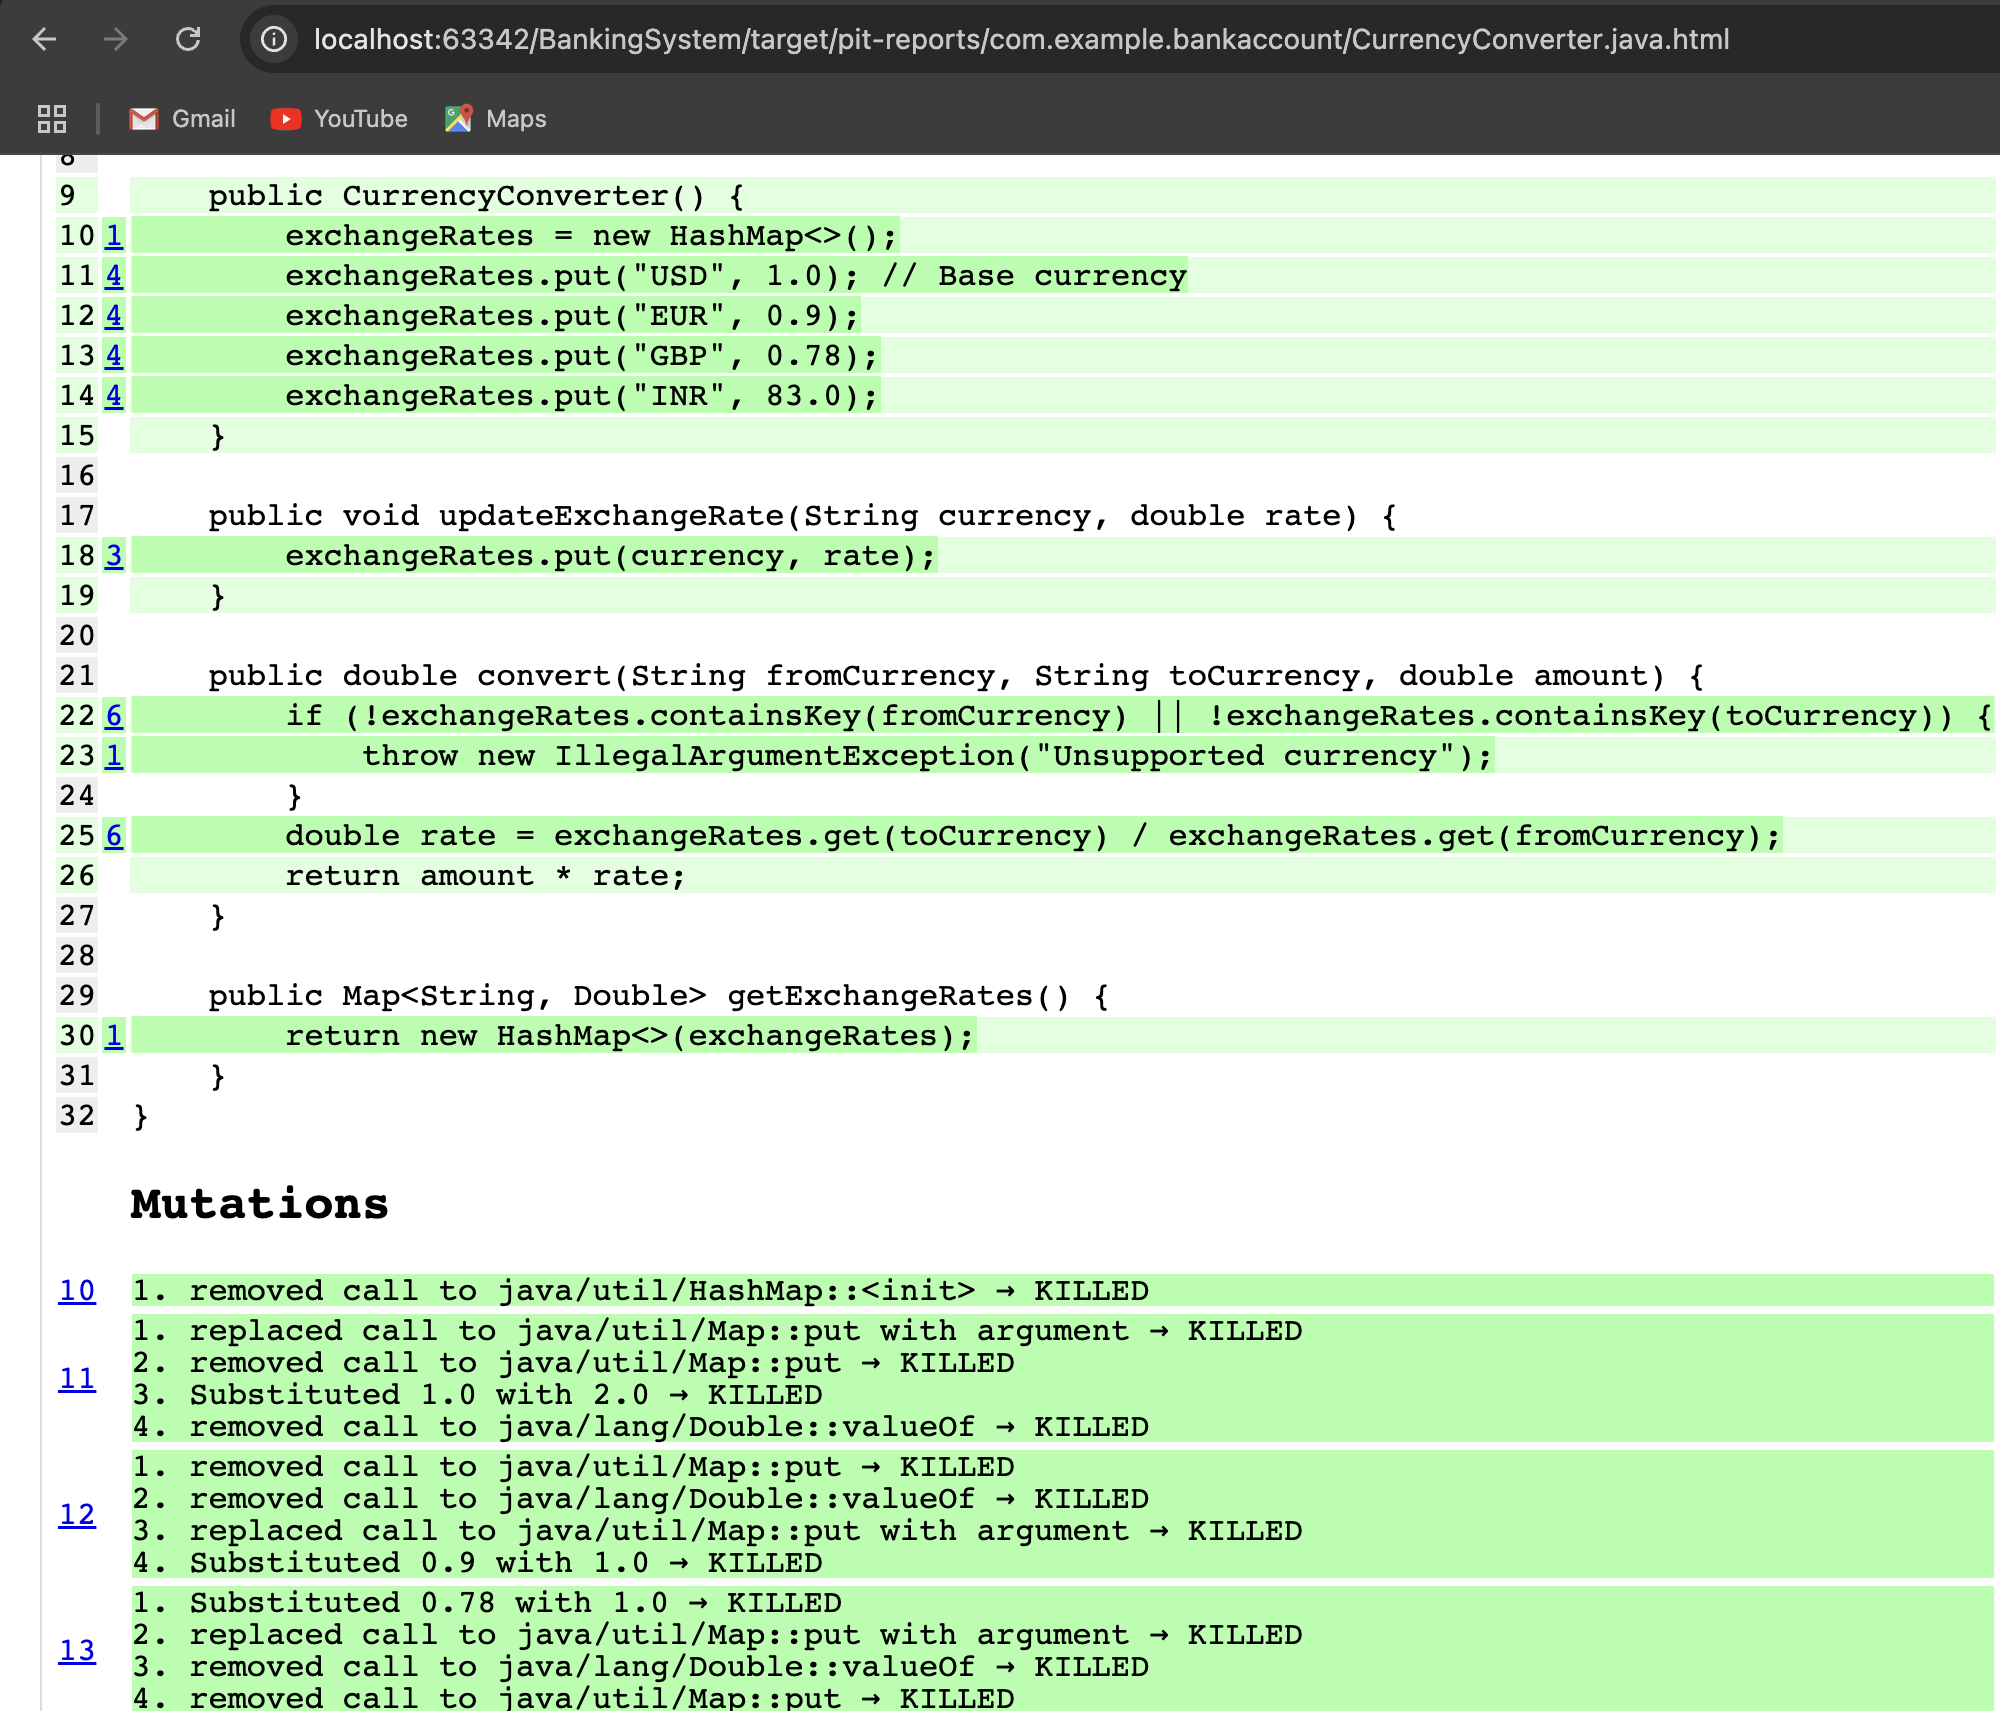 localhost:63342/BankingSystem/target/pit-reports/com.example.bankaccount/CurrencyConverter.java.html
Gmail YouTube Maps
8
9 public CurrencyConverter() {
10 1 exchangeRates = new HashMap<>();
11 4 exchangeRates.put("USD", 1.0); // Base currency
12 4 exchangeRates.put("EUR", 0.9);
13 4 exchangeRates.put("GBP", 0.78);
14 4 exchangeRates.put("INR", 83.0);
15 }
16
17 public void updateExchangeRate(String currency, double rate) {
18 3 exchangeRates.put(currency, rate);
19 }
20
21 public double convert(String fromCurrency, String toCurrency, double amount) {
22 6 if (!exchangeRates.containsKey(fromCurrency) || !exchangeRates.containsKey(toCurrency)) {
23 1 throw new IllegalArgumentException("Unsupported currency");
24 }
25 6 double rate = exchangeRates.get(toCurrency) / exchangeRates.get(fromCurrency);
26 return amount * rate;
27 }
28
29 public Map<String, Double> getExchangeRates() {
30 1 return new HashMap<>(exchangeRates);
31 }
32 }
Mutations
10 1. removed call to java/util/HashMap::<init> → KILLED
11 1. replaced call to java/util/Map::put with argument → KILLED
2. removed call to java/util/Map::put → KILLED
3. Substituted 1.0 with 2.0 → KILLED
4. removed call to java/lang/Double::valueOf → KILLED
12 1. removed call to java/util/Map::put → KILLED
2. removed call to java/lang/Double::valueOf → KILLED
3. replaced call to java/util/Map::put with argument → KILLED
4. Substituted 0.9 with 1.0 → KILLED
13 1. Substituted 0.78 with 1.0 → KILLED
2. replaced call to java/util/Map::put with argument → KILLED
3. removed call to java/lang/Double::valueOf → KILLED
4. removed call to java/util/Map::put → KILLED